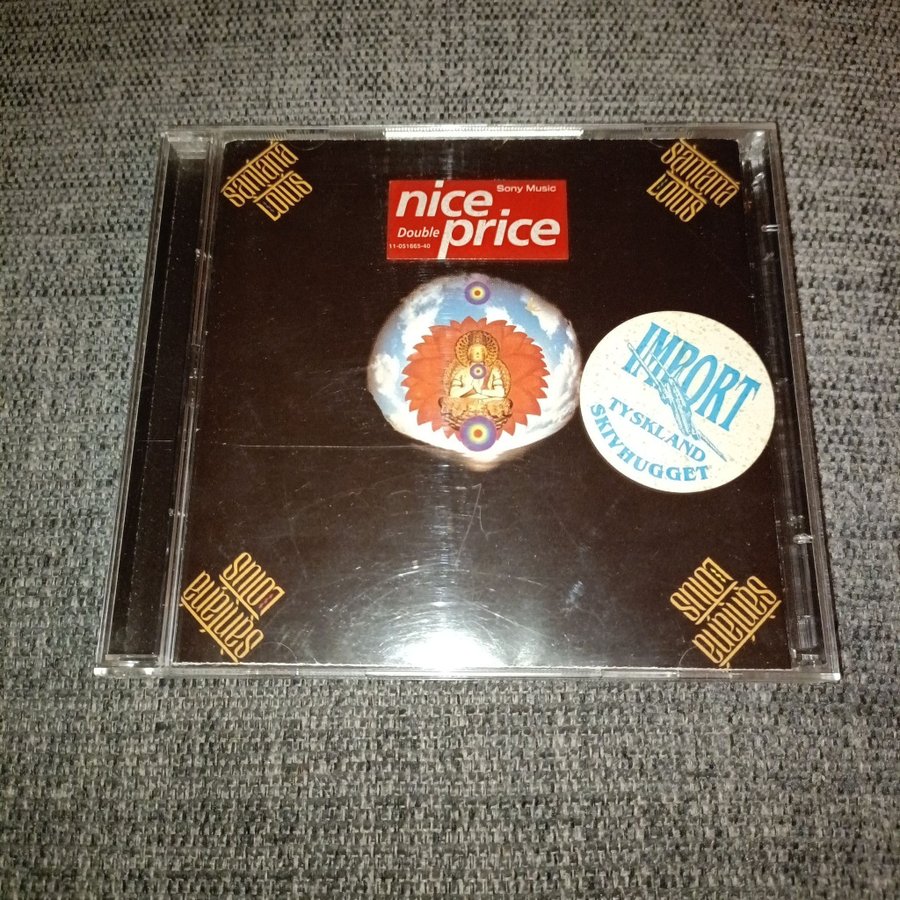 santana
lotus
santana
lotus
Sony Music
nice
Double price
11-051665-40
IMPORT
TYSKLAND
SKIVHUGGET
santana
lotus
santana
lotus